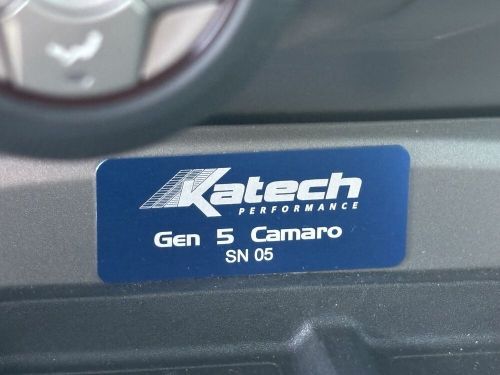 Katech
PERFORMANCE
Gen 5 Camaro
SN 05